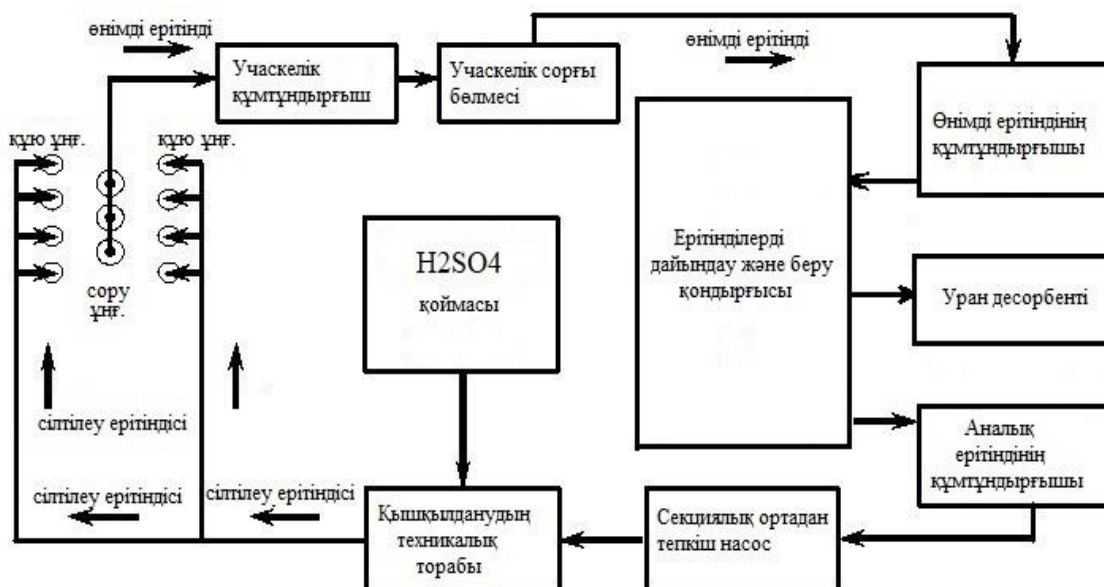 өнімді ерітінді
Учаскелік
құмтұндырғыш
Учаскелік сорғы
бөлмесі
өнімді ерітінді
Өнімді ерітіндінің
құмтұндырғышы
құю ұңғ.
құю ұңғ.
сору
ұңғ.
H2SO4
қоймасы
Ерітінділерді
дайындау және беру
қондырғысы
Уран десорбенті
Аналық
ерітіндінің
құмтұндырғышы
сілтілеу ерітіндісі
сілтілеу ерітіндісі
сілтілеу ерітіндісі
Қышқылданудың
техникалық
торабы
Секциялық ортадан
тепкіш насос